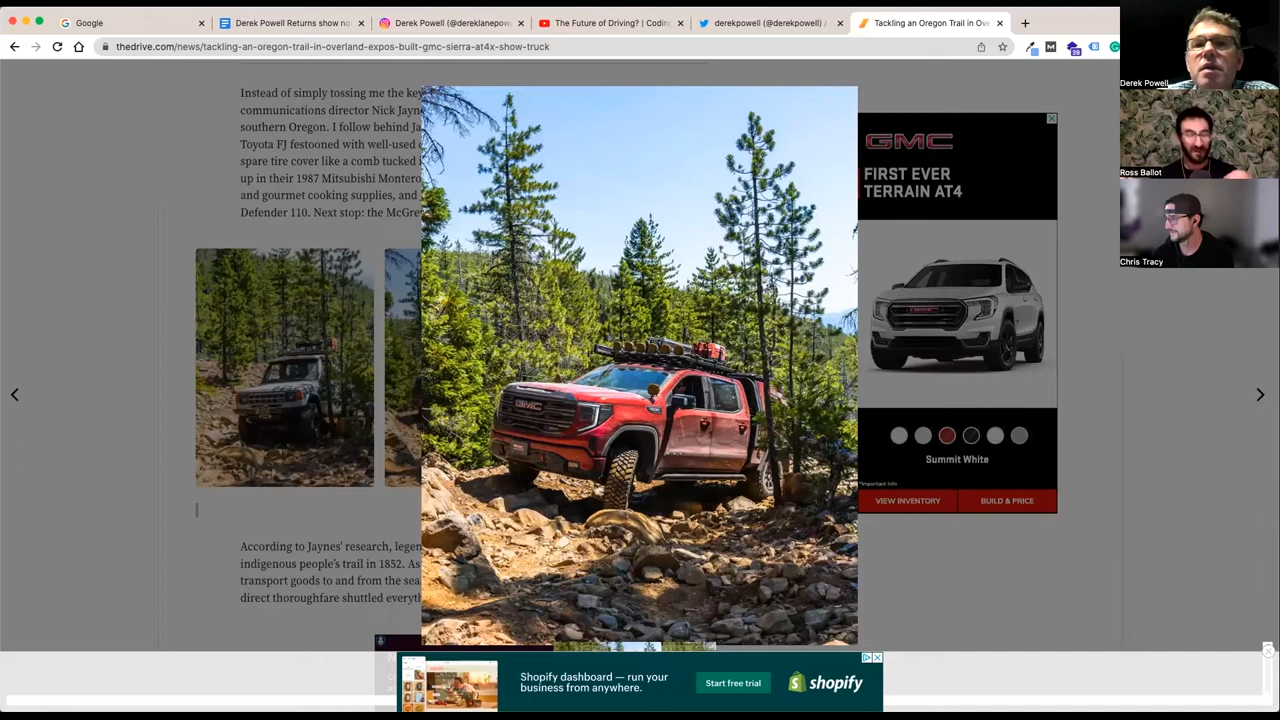 Google
Derek Powell Returns show no
Derek Powell (@dereklanepowe
The Future of Driving? | Codin
derekpowell (@derekpowell) /
Tackling an Oregon Trail in Ove
thedrive.com/news/tackling-an-oregon-trail-in-overland-expos-built-gmc-sierra-at4x-show-truck
M
39
Derek Powell
Ross Ballot
Chris Tracy
Instead of simply tossing me the key
communications director Nick Jayn
southern Oregon. I follow behind Ja
Toyota FJ festooned with well-used
spare tire cover like a comb tucked
up in their 1987 Mitsubishi Montero
and gourmet cooking supplies, and
Defender 110. Next stop: the McGre
GMC
GMC
FIRST EVER
TERRAIN AT4
Summit White
*Important Info
VIEW INVENTORY
BUILD & PRICE
According to Jaynes' research, legen
indigenous people's trail in 1852. As
transport goods to and from the sea
direct thoroughfare shuttled everyth
Shopify dashboard — run your
business from anywhere.
Start free trial
shopify